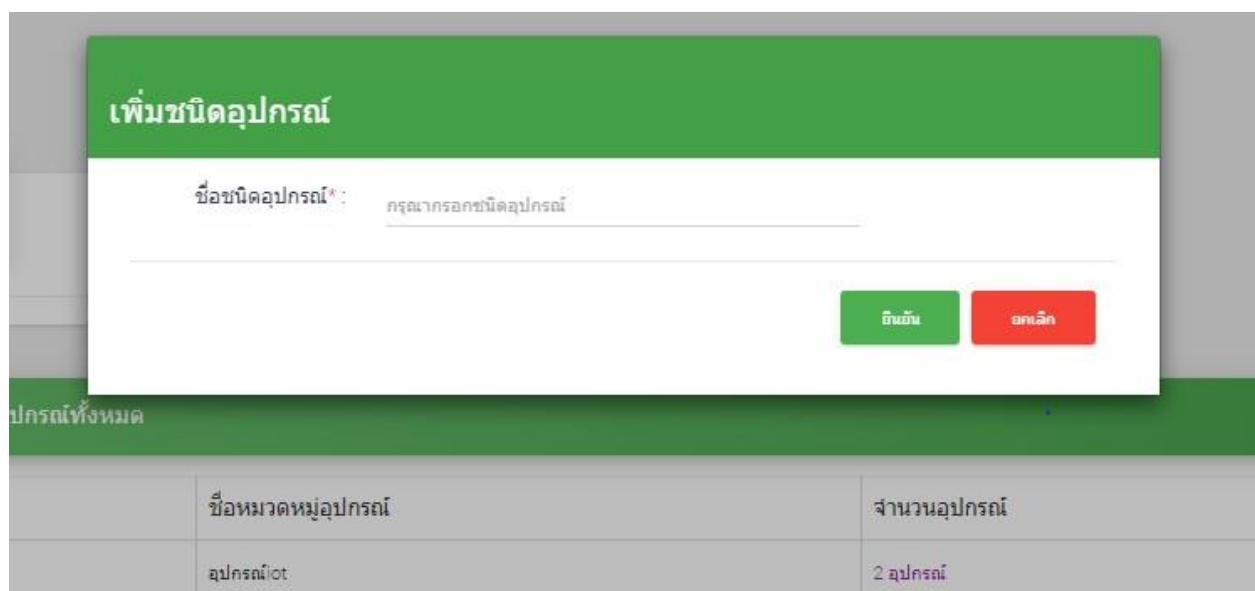 เพิ่มชนิดอุปกรณ์
ชื่อชนิดอุปกรณ์* :
กรุณากรอกชนิดอุปกรณ์
ยืนยัน
ยกเลิก
ปกรณ์ทั้งหมด
ชื่อหมวดหมู่อุปกรณ์
จำนวนอุปกรณ์
อุปกรณ์iot
2 อุปกรณ์